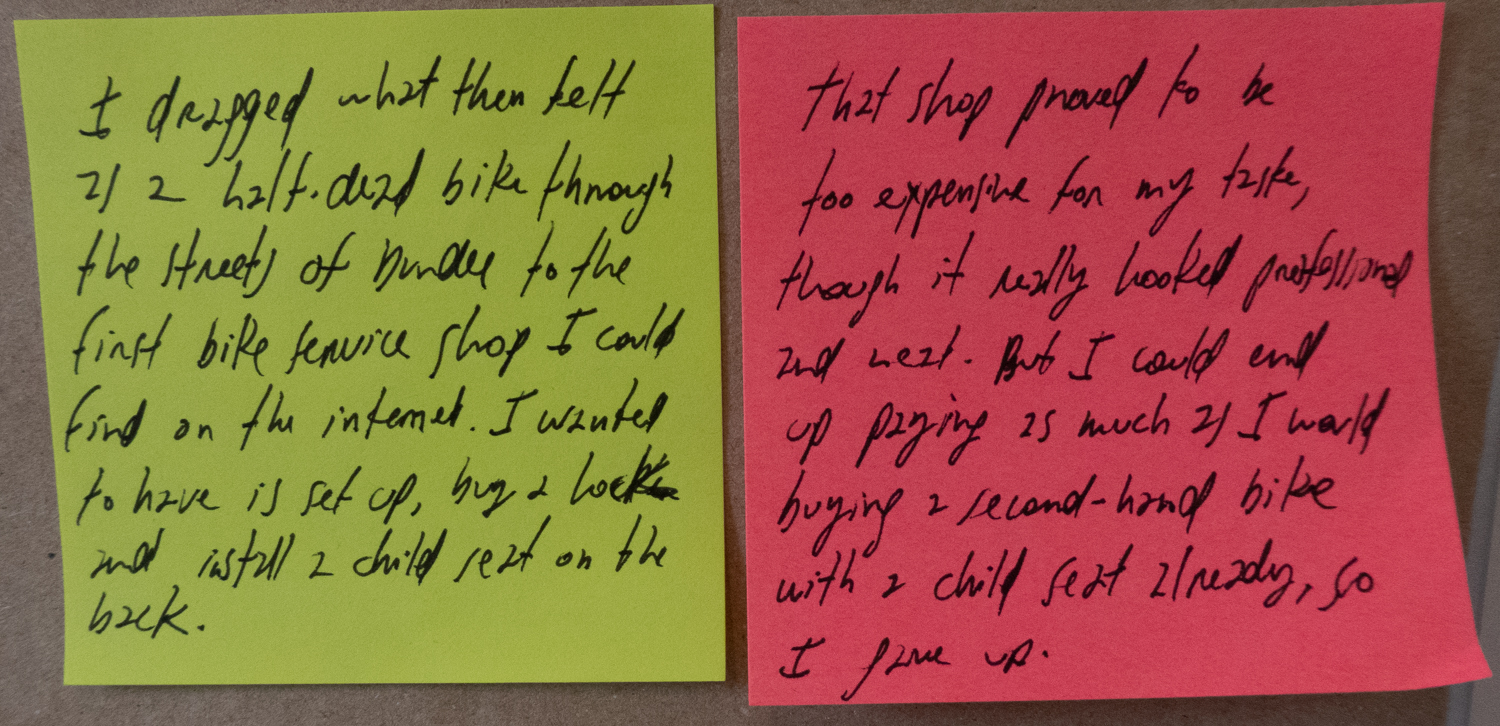 I dragged what then felt
as a half-dead bike through
the streets of Dundee to the
first bike service shop I could
find on the internet. I wanted
to have is set up, buy a lock
and install a child seat on the
back.
That shop proved to be
too expensive for my taste,
though it really looked professional
and neat. But I could end
up paying as much as I would
buying a second-hand bike
with a child seat already, so
I gave up.